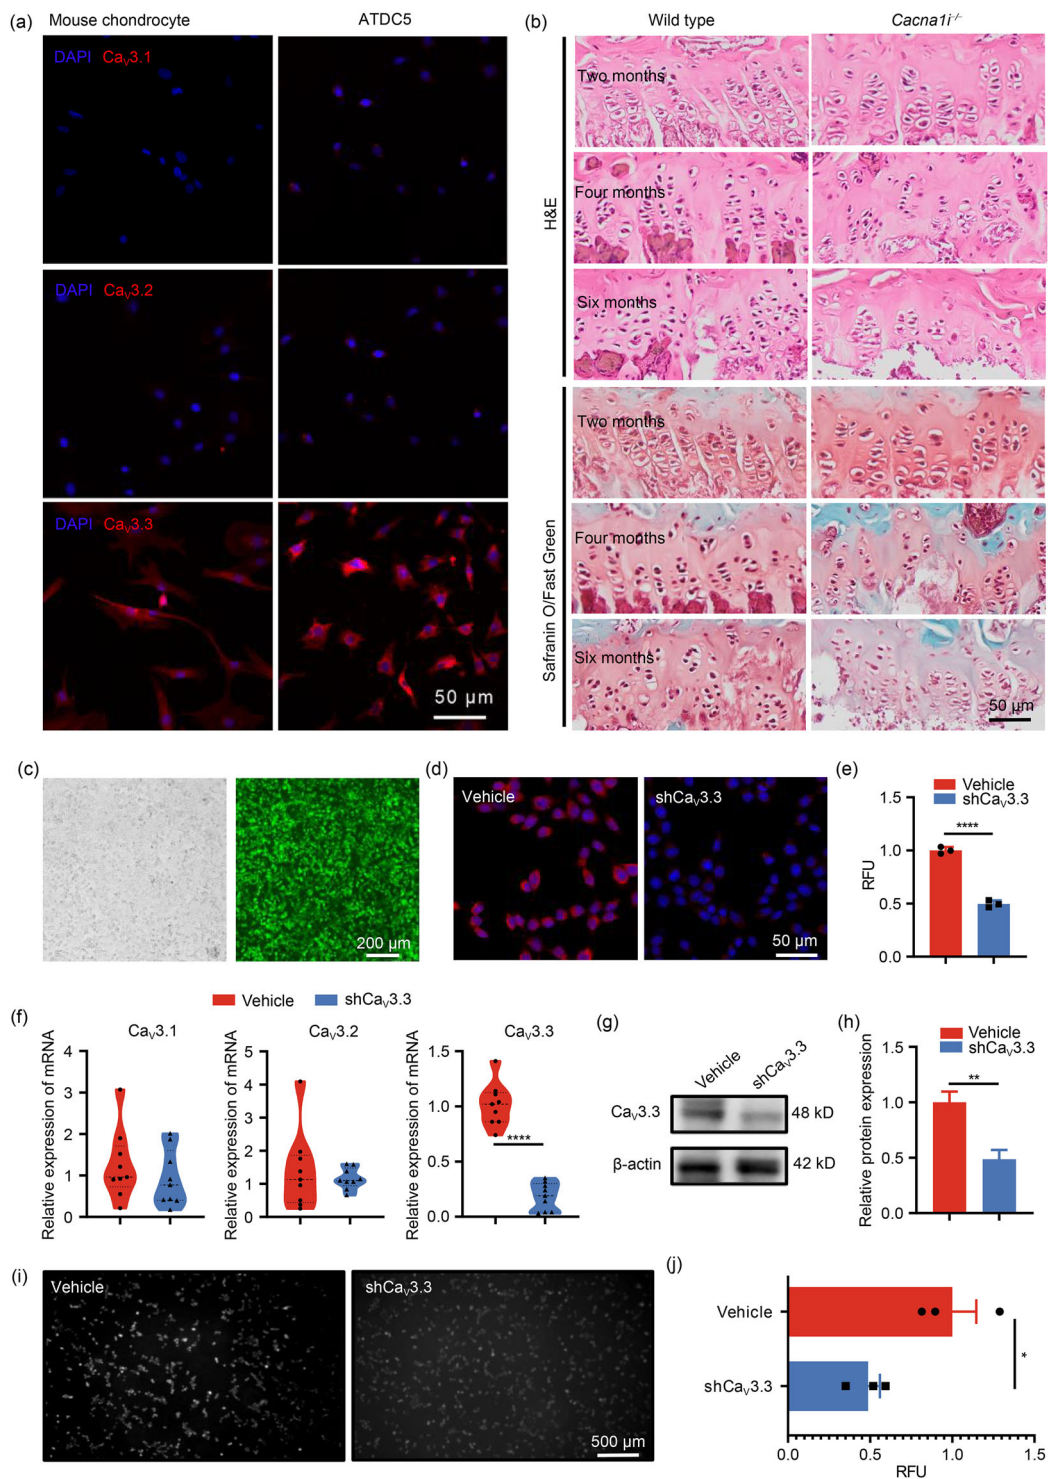 (a)
Mouse chondrocyte
ATDC5
DAPI CaV3.1
DAPI CaV3.2
DAPI CaV3.3
50 μm
(b)
Wild type
Cacna1i-/-
H&E
Two months
Four months
Six months
Safranin O/Fast Green
Two months
Four months
Six months
50 μm
(c)
200 μm
(d)
Vehicle
shCaV3.3
50 μm
(e)
Vehicle
shCaV3.3
RFU
1.5
1.0
0.5
0.0
****
(f)
Vehicle
shCaV3.3
CaV3.1
Relative expression of mRNA
4
3
2
1
0
CaV3.2
Relative expression of mRNA
5
4
3
2
1
0
CaV3.3
Relative expression of mRNA
1.5
1.0
0.5
0.0
****
(g)
Vehicle
shCaV3.3
CaV3.3
48 kD
β-actin
42 kD
(h)
Vehicle
shCaV3.3
Relative protein expression
1.5
1.0
0.5
0.0
**
(i)
Vehicle
shCaV3.3
500 μm
(j)
Vehicle
shCaV3.3
*
0.0 0.5 1.0 1.5
RFU